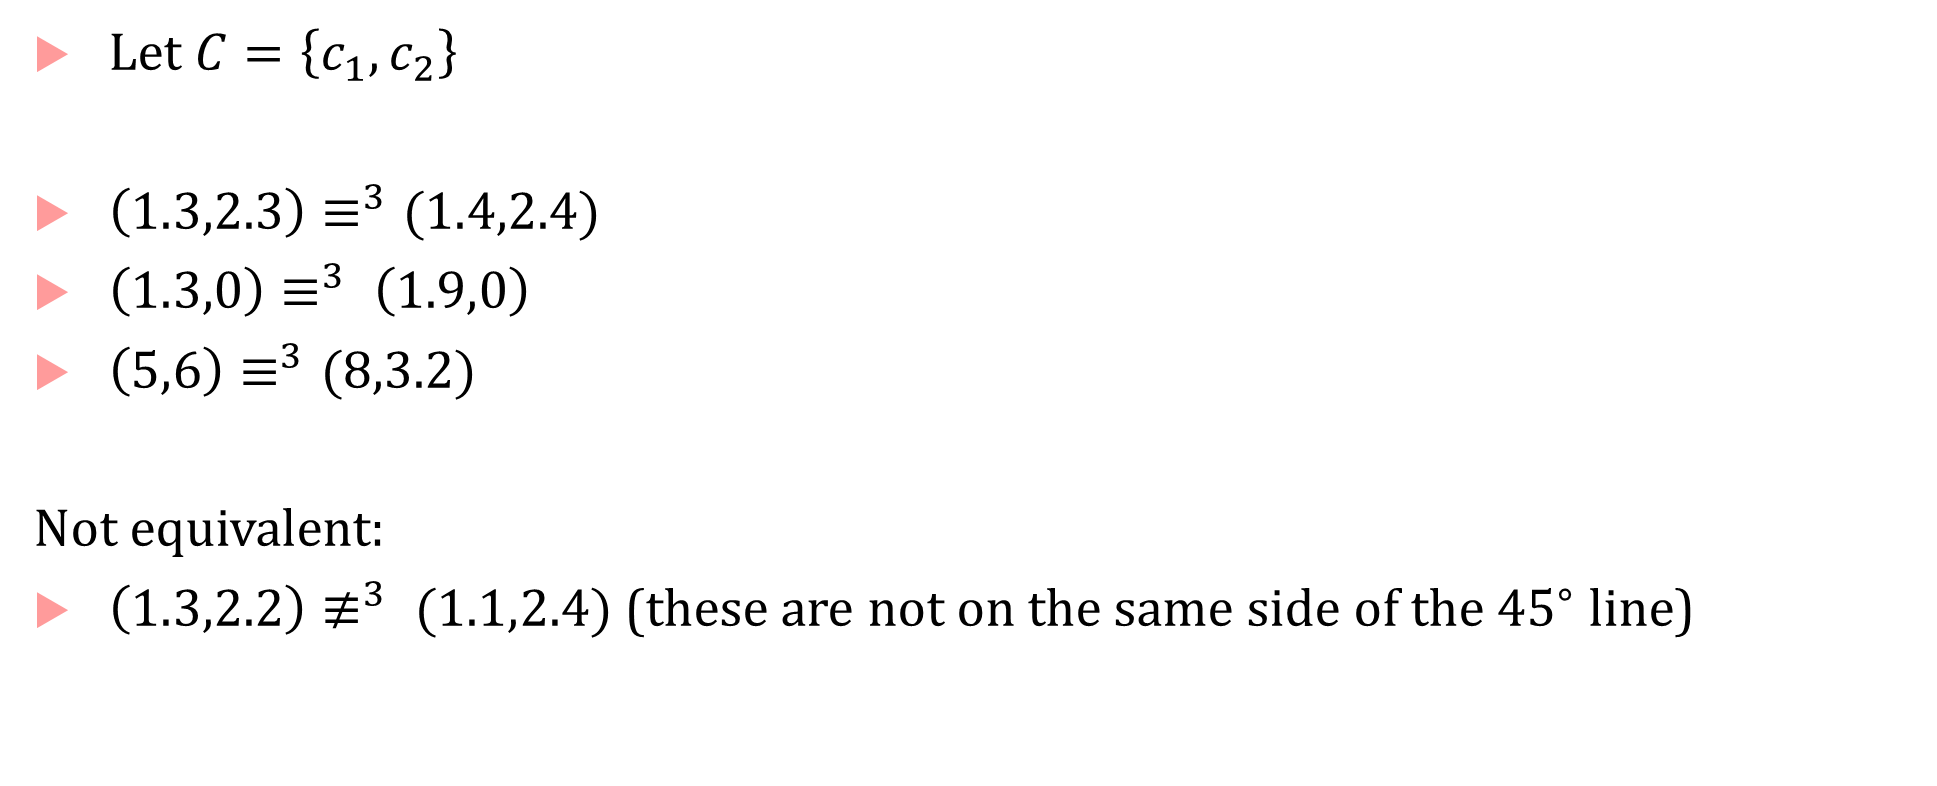 ▶ Let 𝐶 = {𝑐₁, 𝑐₂}
▶ (1.3,2.3) ≡³ (1.4,2.4)
▶ (1.3,0) ≡³ (1.9,0)
▶ (5,6) ≡³ (8,3.2)
Not equivalent:
▶ (1.3,2.2) ≢³ (1.1,2.4) (these are not on the same side of the 45° line)